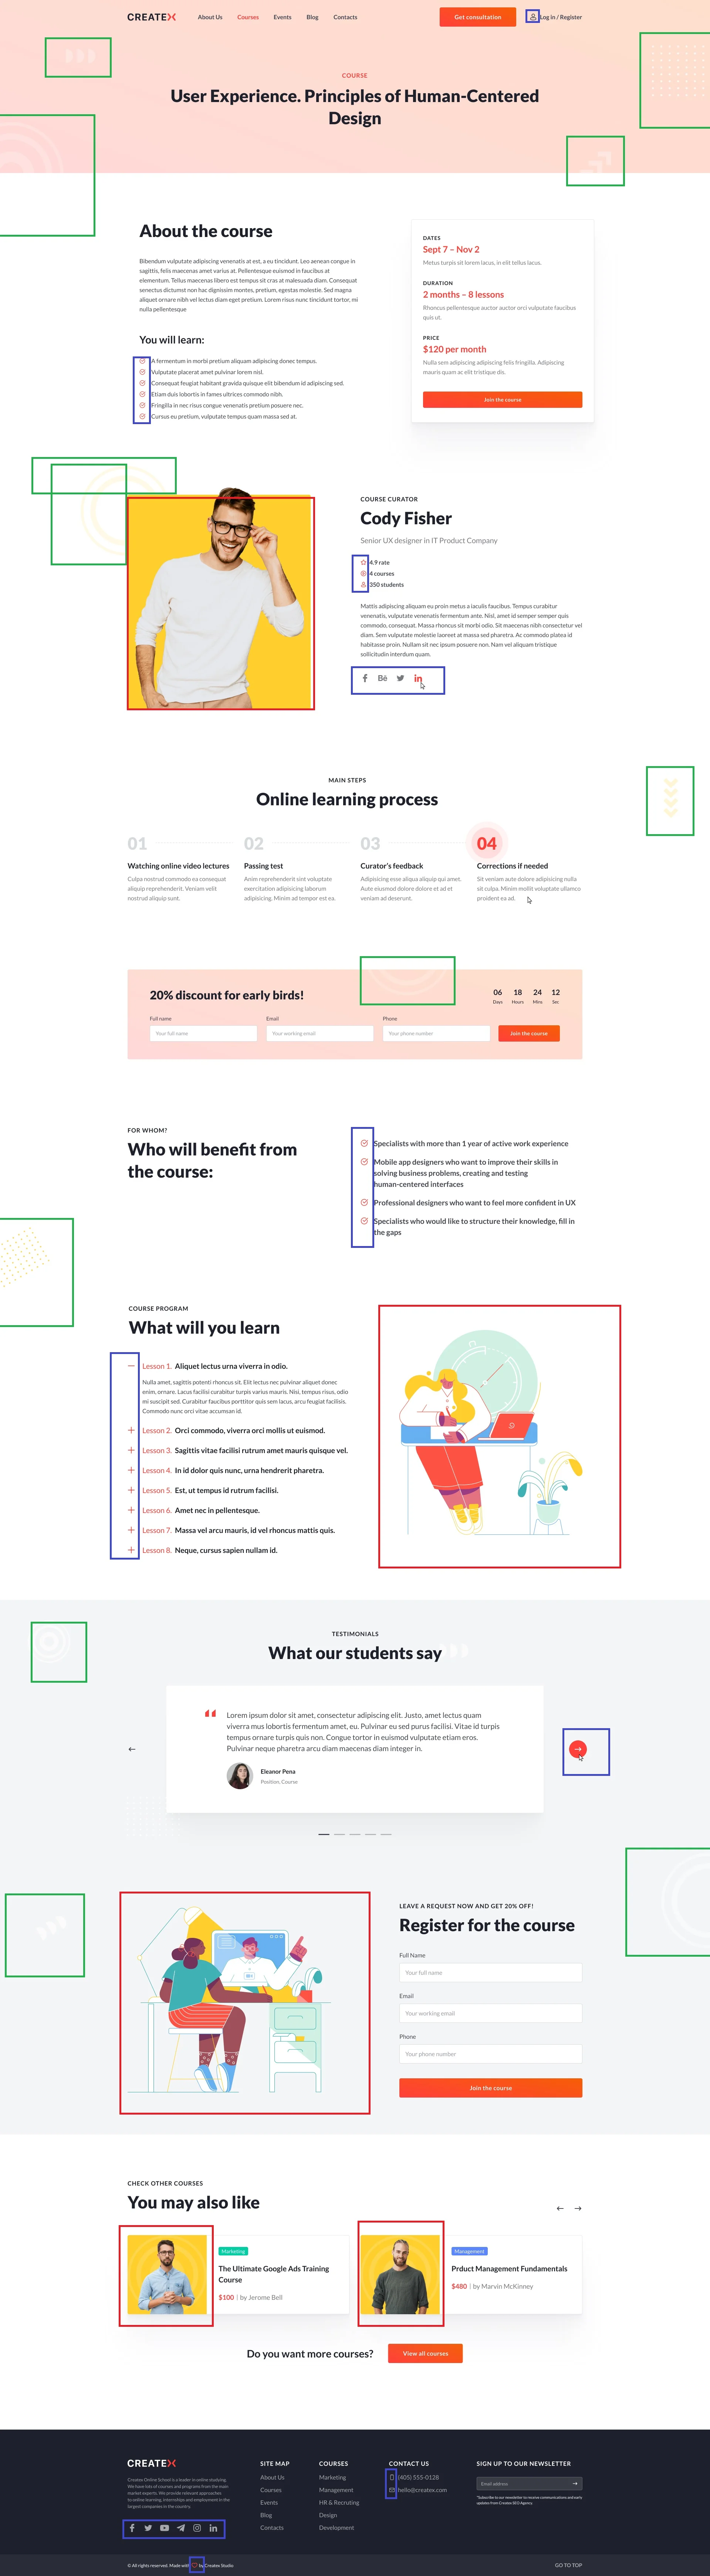 CREATEX
About Us
Courses
Events
Blog
Contacts
Get consultation
Log in / Register
COURSE
User Experience. Principles of Human-Centered
Design
About the course
Bibendum vulputate adipiscing venenatis at est, a eu tincidunt. Leo aenean congue in
sagittis, felis maecenas amet varius at. Pellentesque euismod in faucibus at
elementum. Tellus maecenas libero est tempus sit cras at malesuada diam. Consequat
senectus dictumst non hac dignissim montes, pretium, egestas molestie. Sed magna
aliquet ornare nibh vel lectus diam eget pretium. Lorem risus nunc tincidunt tortor, mi
nulla pellentesque
You will learn:
A fermentum in morbi pretium aliquam adipiscing donec tempus.
Vulputate placerat amet pulvinar lorem nisl.
Consequat feugiat habitant gravida quisque elit bibendum id adipiscing sed.
Etiam duis lobortis in fames ultrices commodo nibh.
Fringilla in nec risus congue venenatis pretium posuere nec.
Cursus eu pretium, vulputate tempus quam massa sed at.
DATES
Sept 7 – Nov 2
Metus turpis sit lorem lacus, in elit tellus lacus.
DURATION
2 months – 8 lessons
Rhoncus pellentesque auctor auctor orci vulputate faucibus
quis ut.
PRICE
$120 per month
Nulla sem adipiscing adipiscing felis fringilla. Adipiscing
mauris quam ac elit tristique dis.
Join the course
COURSE CURATOR
Cody Fisher
Senior UX designer in IT Product Company
4.9 rate
4 courses
350 students
Mattis adipiscing aliquam eu proin metus a iaculis faucibus. Tempus curabitur
venenatis, vulputate venenatis fermentum ante. Nisl, amet id semper semper quis
commodo, consequat. Massa rhoncus sit morbi odio. Sit maecenas nibh consectetur vel
diam. Sem vulputate molestie laoreet at massa sed pharetra. Ac commodo platea id
habitasse proin. Nullam sit nec ipsum posuere non. Nam vel aliquam tristique
sollicitudin interdum quam.
Bē
in
MAIN STEPS
Online learning process
01
Watching online video lectures
Culpa nostrud commodo ea consequat
aliquip reprehenderit. Veniam velit
nostrud aliquip sunt.
02
Passing test
Anim reprehenderit sint voluptate
exercitation adipisicing laborum
adipisicing. Minim ad tempor est ea.
03
Curator's feedback
Adipisicing esse aliqua aliquip qui amet.
Aute eiusmod dolore dolore et ad et
veniam ad deserunt.
04
Corrections if needed
Sit veniam aute dolore adipisicing nulla
sit culpa. Minim mollit voluptate ullamco
proident ea ad.
20% discount for early birds!
06 18 24 12
Days Hours Mins Sec
Full name
Your full name
Email
Your working email
Phone
Your phone number
Join the course
FOR WHOM?
Who will benefit from
the course:
Specialists with more than 1 year of active work experience
Mobile app designers who want to improve their skills in
solving business problems, creating and testing
human-centered interfaces
Professional designers who want to feel more confident in UX
Specialists who would like to structure their knowledge, fill in
the gaps
COURSE PROGRAM
What will you learn
Lesson 1. Aliquet lectus urna viverra in odio.
Nulla amet, sagittis potenti rhoncus sit. Elit lectus nec pulvinar aliquet donec
enim, ornare. Lacus facilisi curabitur turpis varius mauris. Nisi, tempus risus, odio
mi suscipit sed. Curabitur faucibus porttitor quis sem lacus, arcu feugiat facilisis.
Commodo nunc orci vitae accumsan id.
Lesson 2. Orci commodo, viverra orci mollis ut euismod.
Lesson 3. Sagittis vitae facilisi rutrum amet mauris quisque vel.
Lesson 4. In id dolor quis nunc, urna hendrerit pharetra.
Lesson 5. Est, ut tempus id rutrum facilisi.
Lesson 6. Amet nec in pellentesque.
Lesson 7. Massa vel arcu mauris, id vel rhoncus mattis quis.
Lesson 8. Neque, cursus sapien nullam id.
TESTIMONIALS
What our students say
Lorem ipsum dolor sit amet, consectetur adipiscing elit. Justo, amet lectus quam
viverra mus lobortis fermentum amet, eu. Pulvinar eu sed purus facilisi. Vitae id turpis
tempus ornare turpis quis non. Congue tortor in euismod vulputate etiam eros.
Pulvinar neque pharetra arcu diam maecenas diam integer in.
Eleanor Pena
Position, Course
LEAVE A REQUEST NOW AND GET 20% OFF!
Register for the course
Full Name
Your full name
Email
Your working email
Phone
Your phone number
Join the course
CHECK OTHER COURSES
You may also like
Marketing
The Ultimate Google Ads Training
Course
$100 | by Jerome Bell
Management
Prduct Management Fundamentals
$480 | by Marvin McKinney
Do you want more courses?
View all courses
CREATEX
Createx Online School is a leader in online studying.
We have lots of courses and programs from the main
market experts. We provide relevant approaches
to online learning, internships and employment in the
largest companies in the country.
in
SITE MAP
About Us
Courses
Events
Blog
Contacts
COURSES
Marketing
Management
HR & Recruting
Design
Development
CONTACT US
(405) 555-0128
hello@createx.com
SIGN UP TO OUR NEWSLETTER
Email address
*Subscribe to our newsletter to receive communications and early
updates from Createx SEO Agency.
© All rights reserved. Made with
by Createx Studio
GO TO TOP